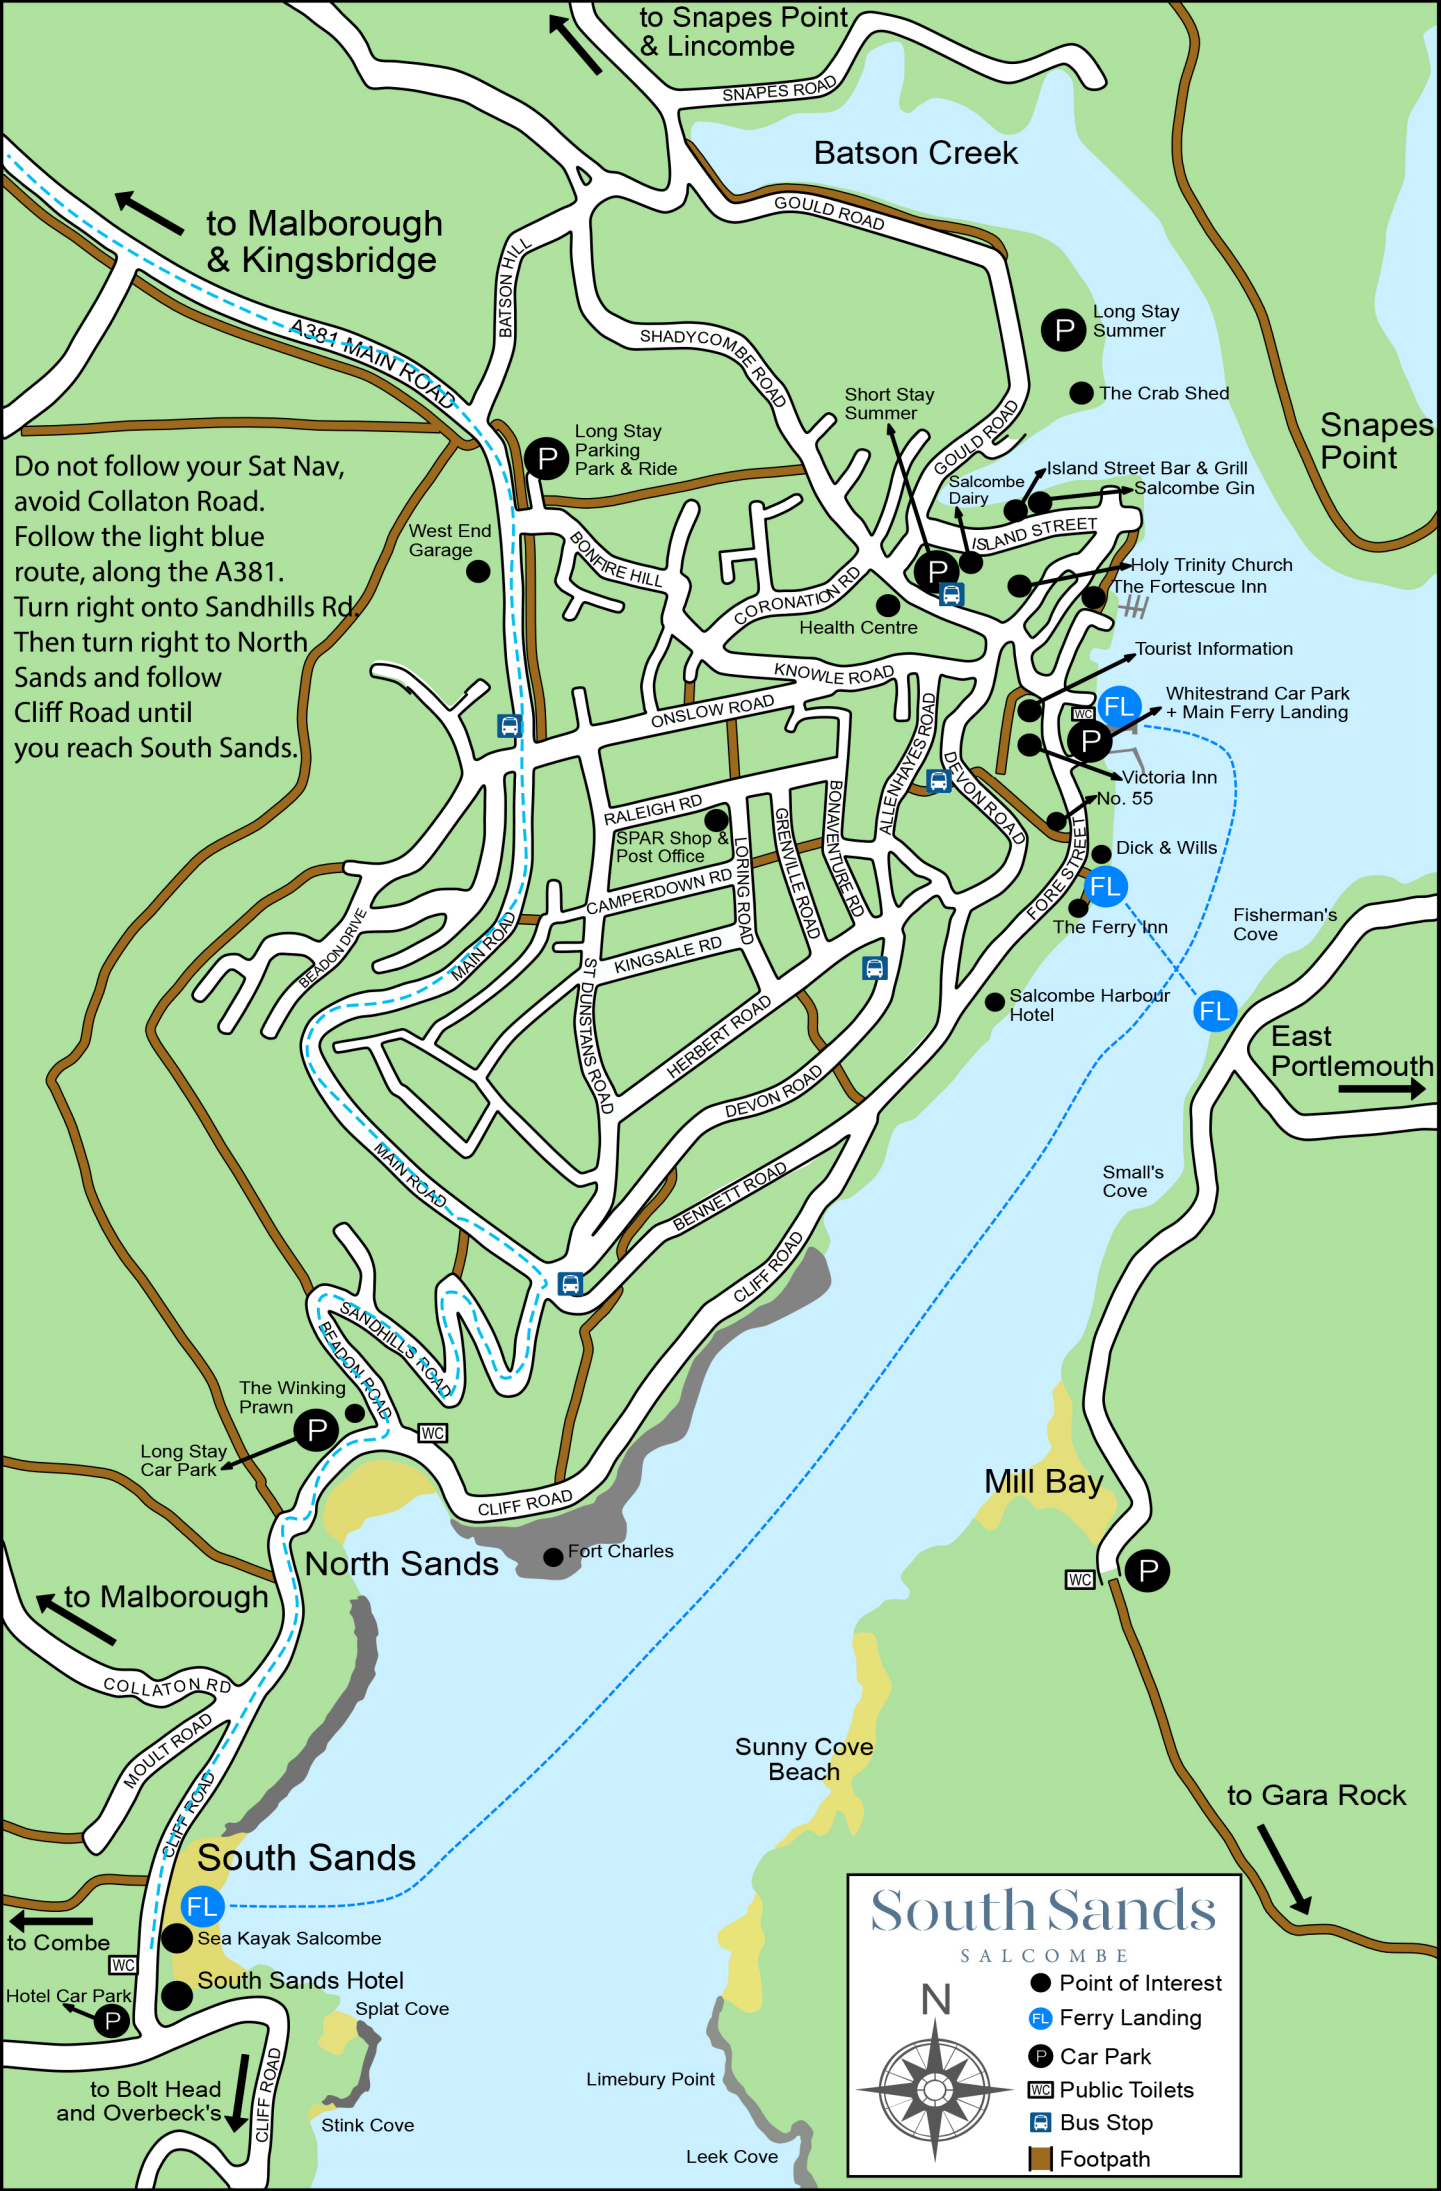 to Snapes Point
& Lincombe
SNAPES ROAD
Batson Creek
to Malborough
& Kingsbridge
GOULD ROAD
BATSON HILL
A381 MAIN ROAD
SHADYCOMBE ROAD
P
Long Stay
Summer
The Crab Shed
Short Stay
Summer
GOULD ROAD
Snapes
Point
P
Long Stay
Parking
Park & Ride
Do not follow your Sat Nav,
avoid Collaton Road.
Follow the light blue
route, along the A381.
Turn right onto Sandhills Rd.
Then turn right to North
Sands and follow
Cliff Road until
you reach South Sands.
Island Street Bar & Grill
Salcombe Gin
Salcombe
Dairy
ISLAND STREET
West End
Garage
BONFIRE HILL
CORONATION RD
P
Holy Trinity Church
The Fortescue Inn
Health Centre
KNOWLE ROAD
Tourist Information
ONSLOW ROAD
WC
FL
Whitestrand Car Park
+ Main Ferry Landing
P
Victoria Inn
ALLENHAYES ROAD
DEVON ROAD
RALEIGH RD
No. 55
SPAR Shop &
Post Office
LORING ROAD
GRENVILLE ROAD
BONAVENTURE RD
FORE STREET
Dick & Wills
FL
The Ferry Inn
CAMPERDOWN RD
KINGSALE RD
BEADON DRIVE
MAIN ROAD
ST DUNSTANS ROAD
HERBERT ROAD
Salcombe Harbour
Hotel
Fisherman's
Cove
FL
East
Portlemouth
DEVON ROAD
MAIN ROAD
BENNETT ROAD
Small's
Cove
CLIFF ROAD
SANDHILLS ROAD
BEADON ROAD
The Winking
Prawn
P
Long Stay
Car Park
WC
CLIFF ROAD
Mill Bay
North Sands
Fort Charles
WC
P
to Malborough
COLLATON RD
MOULT ROAD
CLIFF ROAD
Sunny Cove
Beach
to Gara Rock
South Sands
FL
Sea Kayak Salcombe
to Combe
WC
South Sands Hotel
Hotel Car Park
P
Splat Cove
CLIFF ROAD
to Bolt Head
and Overbeck's
Stink Cove
Limebury Point
Leek Cove
South Sands
SALCOMBE
N
Point of Interest
FL Ferry Landing
P Car Park
WC Public Toilets
Bus Stop
Footpath